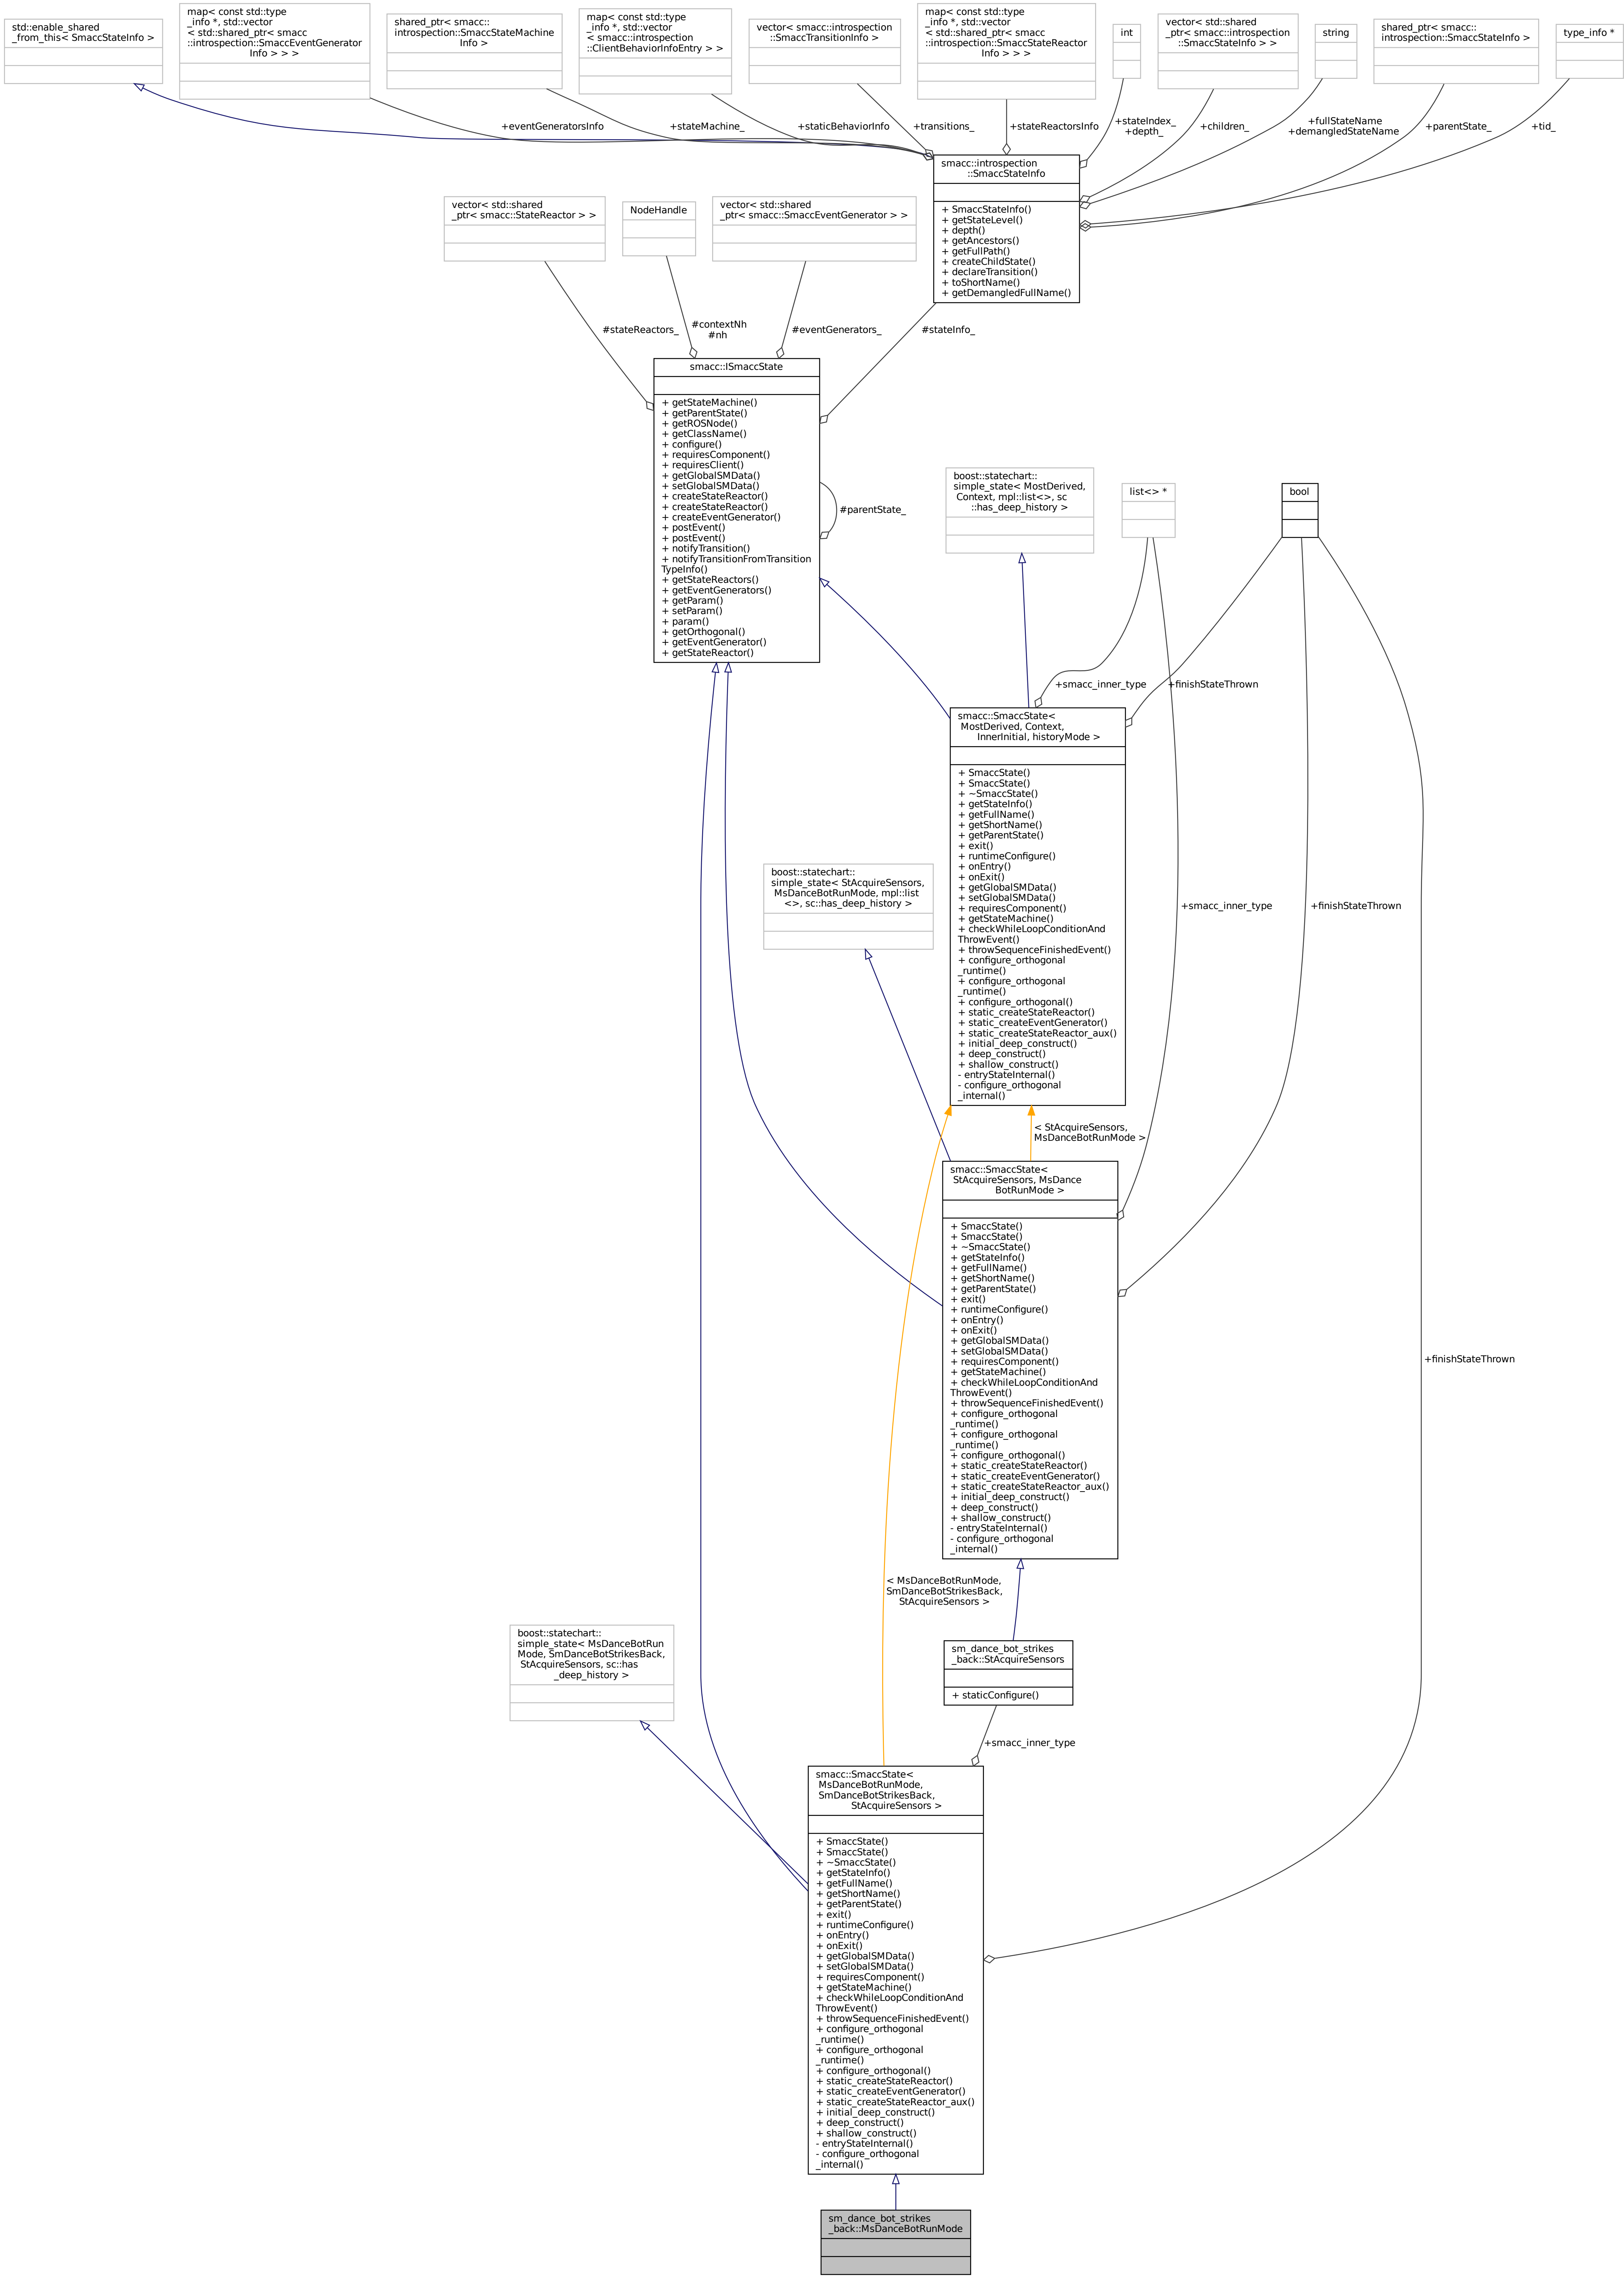 std::enable_shared
_from_this< SmaccStateInfo >
map< const std::type
_info *, std::vector
< std::shared_ptr< smacc
::introspection::SmaccEventGenerator
Info > > >
shared_ptr< smacc::
introspection::SmaccStateMachine
Info >
map< const std::type
_info *, std::vector
< smacc::introspection
::ClientBehaviorInfoEntry > >
vector< smacc::introspection
::SmaccTransitionInfo >
map< const std::type
_info *, std::vector
< std::shared_ptr< smacc
::introspection::SmaccStateReactor
Info > > >
int
vector< std::shared
_ptr< smacc::introspection
::SmaccStateInfo > >
string
shared_ptr< smacc::
introspection::SmaccStateInfo >
type_info *
+eventGeneratorsInfo
+stateMachine_
+staticBehaviorInfo
+transitions_
+stateReactorsInfo
+stateIndex_
+depth_
+children_
+fullStateName
+demangledStateName
+parentState_
+tid_
smacc::introspection
::SmaccStateInfo
+ SmaccStateInfo()
+ getStateLevel()
+ depth()
+ getAncestors()
+ getFullPath()
+ createChildState()
+ declareTransition()
+ toShortName()
+ getDemangledFullName()
vector< std::shared
_ptr< smacc::StateReactor > >
NodeHandle
vector< std::shared
_ptr< smacc::SmaccEventGenerator > >
#stateReactors_
#contextNh
#nh
#eventGenerators_
#stateInfo_
smacc::ISmaccState
+ getStateMachine()
+ getParentState()
+ getROSNode()
+ getClassName()
+ configure()
+ requiresComponent()
+ requiresClient()
+ getGlobalSMData()
+ setGlobalSMData()
+ createStateReactor()
+ createStateReactor()
+ createEventGenerator()
+ postEvent()
+ postEvent()
+ notifyTransition()
+ notifyTransitionFromTransition
TypeInfo()
+ getStateReactors()
+ getEventGenerators()
+ getParam()
+ setParam()
+ param()
+ getOrthogonal()
+ getEventGenerator()
+ getStateReactor()
#parentState_
boost::statechart::
simple_state< MostDerived,
Context, mpl::list<>, sc
::has_deep_history >
list<> *
bool
+smacc_inner_type
+finishStateThrown
smacc::SmaccState<
MostDerived, Context,
InnerInitial, historyMode >
+ SmaccState()
+ SmaccState()
+ ~SmaccState()
+ getStateInfo()
+ getFullName()
+ getShortName()
+ getParentState()
+ exit()
+ runtimeConfigure()
+ onEntry()
+ onExit()
+ getGlobalSMData()
+ setGlobalSMData()
+ requiresComponent()
+ getStateMachine()
+ checkWhileLoopConditionAnd
ThrowEvent()
+ throwSequenceFinishedEvent()
+ configure_orthogonal
_runtime()
+ configure_orthogonal
_runtime()
+ configure_orthogonal()
+ static_createStateReactor()
+ static_createEventGenerator()
+ static_createStateReactor_aux()
+ initial_deep_construct()
+ deep_construct()
+ shallow_construct()
- entryStateInternal()
- configure_orthogonal
_internal()
boost::statechart::
simple_state< StAcquireSensors,
MsDanceBotRunMode, mpl::list
<>, sc::has_deep_history >
+smacc_inner_type
+finishStateThrown
< StAcquireSensors,
MsDanceBotRunMode >
smacc::SmaccState<
StAcquireSensors, MsDance
BotRunMode >
+ SmaccState()
+ SmaccState()
+ ~SmaccState()
+ getStateInfo()
+ getFullName()
+ getShortName()
+ getParentState()
+ exit()
+ runtimeConfigure()
+ onEntry()
+ onExit()
+ getGlobalSMData()
+ setGlobalSMData()
+ requiresComponent()
+ getStateMachine()
+ checkWhileLoopConditionAnd
ThrowEvent()
+ throwSequenceFinishedEvent()
+ configure_orthogonal
_runtime()
+ configure_orthogonal
_runtime()
+ configure_orthogonal()
+ static_createStateReactor()
+ static_createEventGenerator()
+ static_createStateReactor_aux()
+ initial_deep_construct()
+ deep_construct()
+ shallow_construct()
- entryStateInternal()
- configure_orthogonal
_internal()
+finishStateThrown
< MsDanceBotRunMode,
SmDanceBotStrikesBack,
StAcquireSensors >
boost::statechart::
simple_state< MsDanceBotRun
Mode, SmDanceBotStrikesBack,
StAcquireSensors, sc::has
_deep_history >
sm_dance_bot_strikes
_back::StAcquireSensors
+ staticConfigure()
+smacc_inner_type
smacc::SmaccState<
MsDanceBotRunMode,
SmDanceBotStrikesBack,
StAcquireSensors >
+ SmaccState()
+ SmaccState()
+ ~SmaccState()
+ getStateInfo()
+ getFullName()
+ getShortName()
+ getParentState()
+ exit()
+ runtimeConfigure()
+ onEntry()
+ onExit()
+ getGlobalSMData()
+ setGlobalSMData()
+ requiresComponent()
+ getStateMachine()
+ checkWhileLoopConditionAnd
ThrowEvent()
+ throwSequenceFinishedEvent()
+ configure_orthogonal
_runtime()
+ configure_orthogonal
_runtime()
+ configure_orthogonal()
+ static_createStateReactor()
+ static_createEventGenerator()
+ static_createStateReactor_aux()
+ initial_deep_construct()
+ deep_construct()
+ shallow_construct()
- entryStateInternal()
- configure_orthogonal
_internal()
sm_dance_bot_strikes
_back::MsDanceBotRunMode